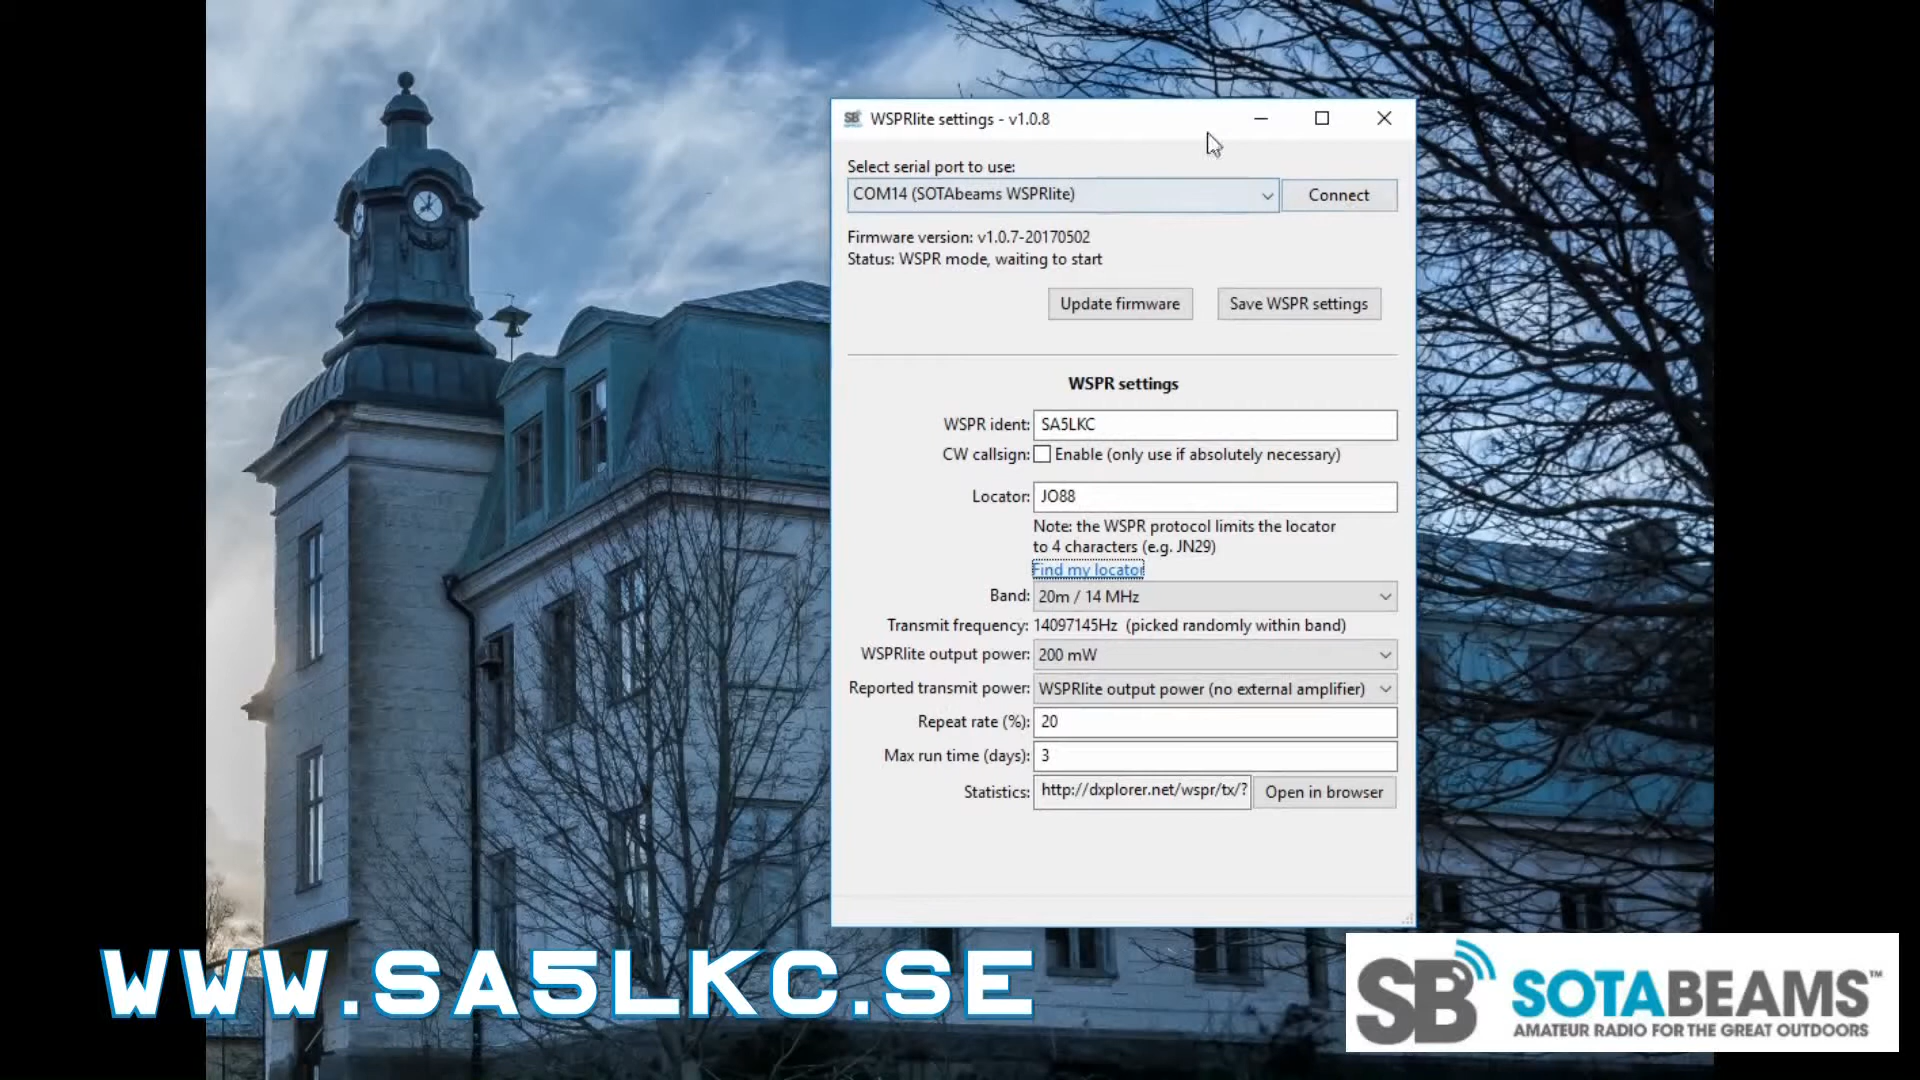 SB WSPRlite settings - v1.0.8
Select serial port to use:
COM14 (SOTAbeams WSPRlite)
Connect
Firmware version: v1.0.7-20170502
Status: WSPR mode, waiting to start
Update firmware
Save WSPR settings
WSPR settings
WSPR ident: SA5LKC
CW callsign: Enable (only use if absolutely necessary)
Locator: JO88
Note: the WSPR protocol limits the locator
to 4 characters (e.g. JN29)
Find my locator
Band: 20m / 14 MHz
Transmit frequency: 14097145Hz (picked randomly within band)
WSPRlite output power: 200 mW
Reported transmit power: WSPRlite output power (no external amplifier)
Repeat rate (%): 20
Max run time (days): 3
Statistics: http://dxplorer.net/wspr/tx/? Open in browser
WWW.SA5LKC.SE
SB SOTABEAMS™
AMATEUR RADIO FOR THE GREAT OUTDOORS